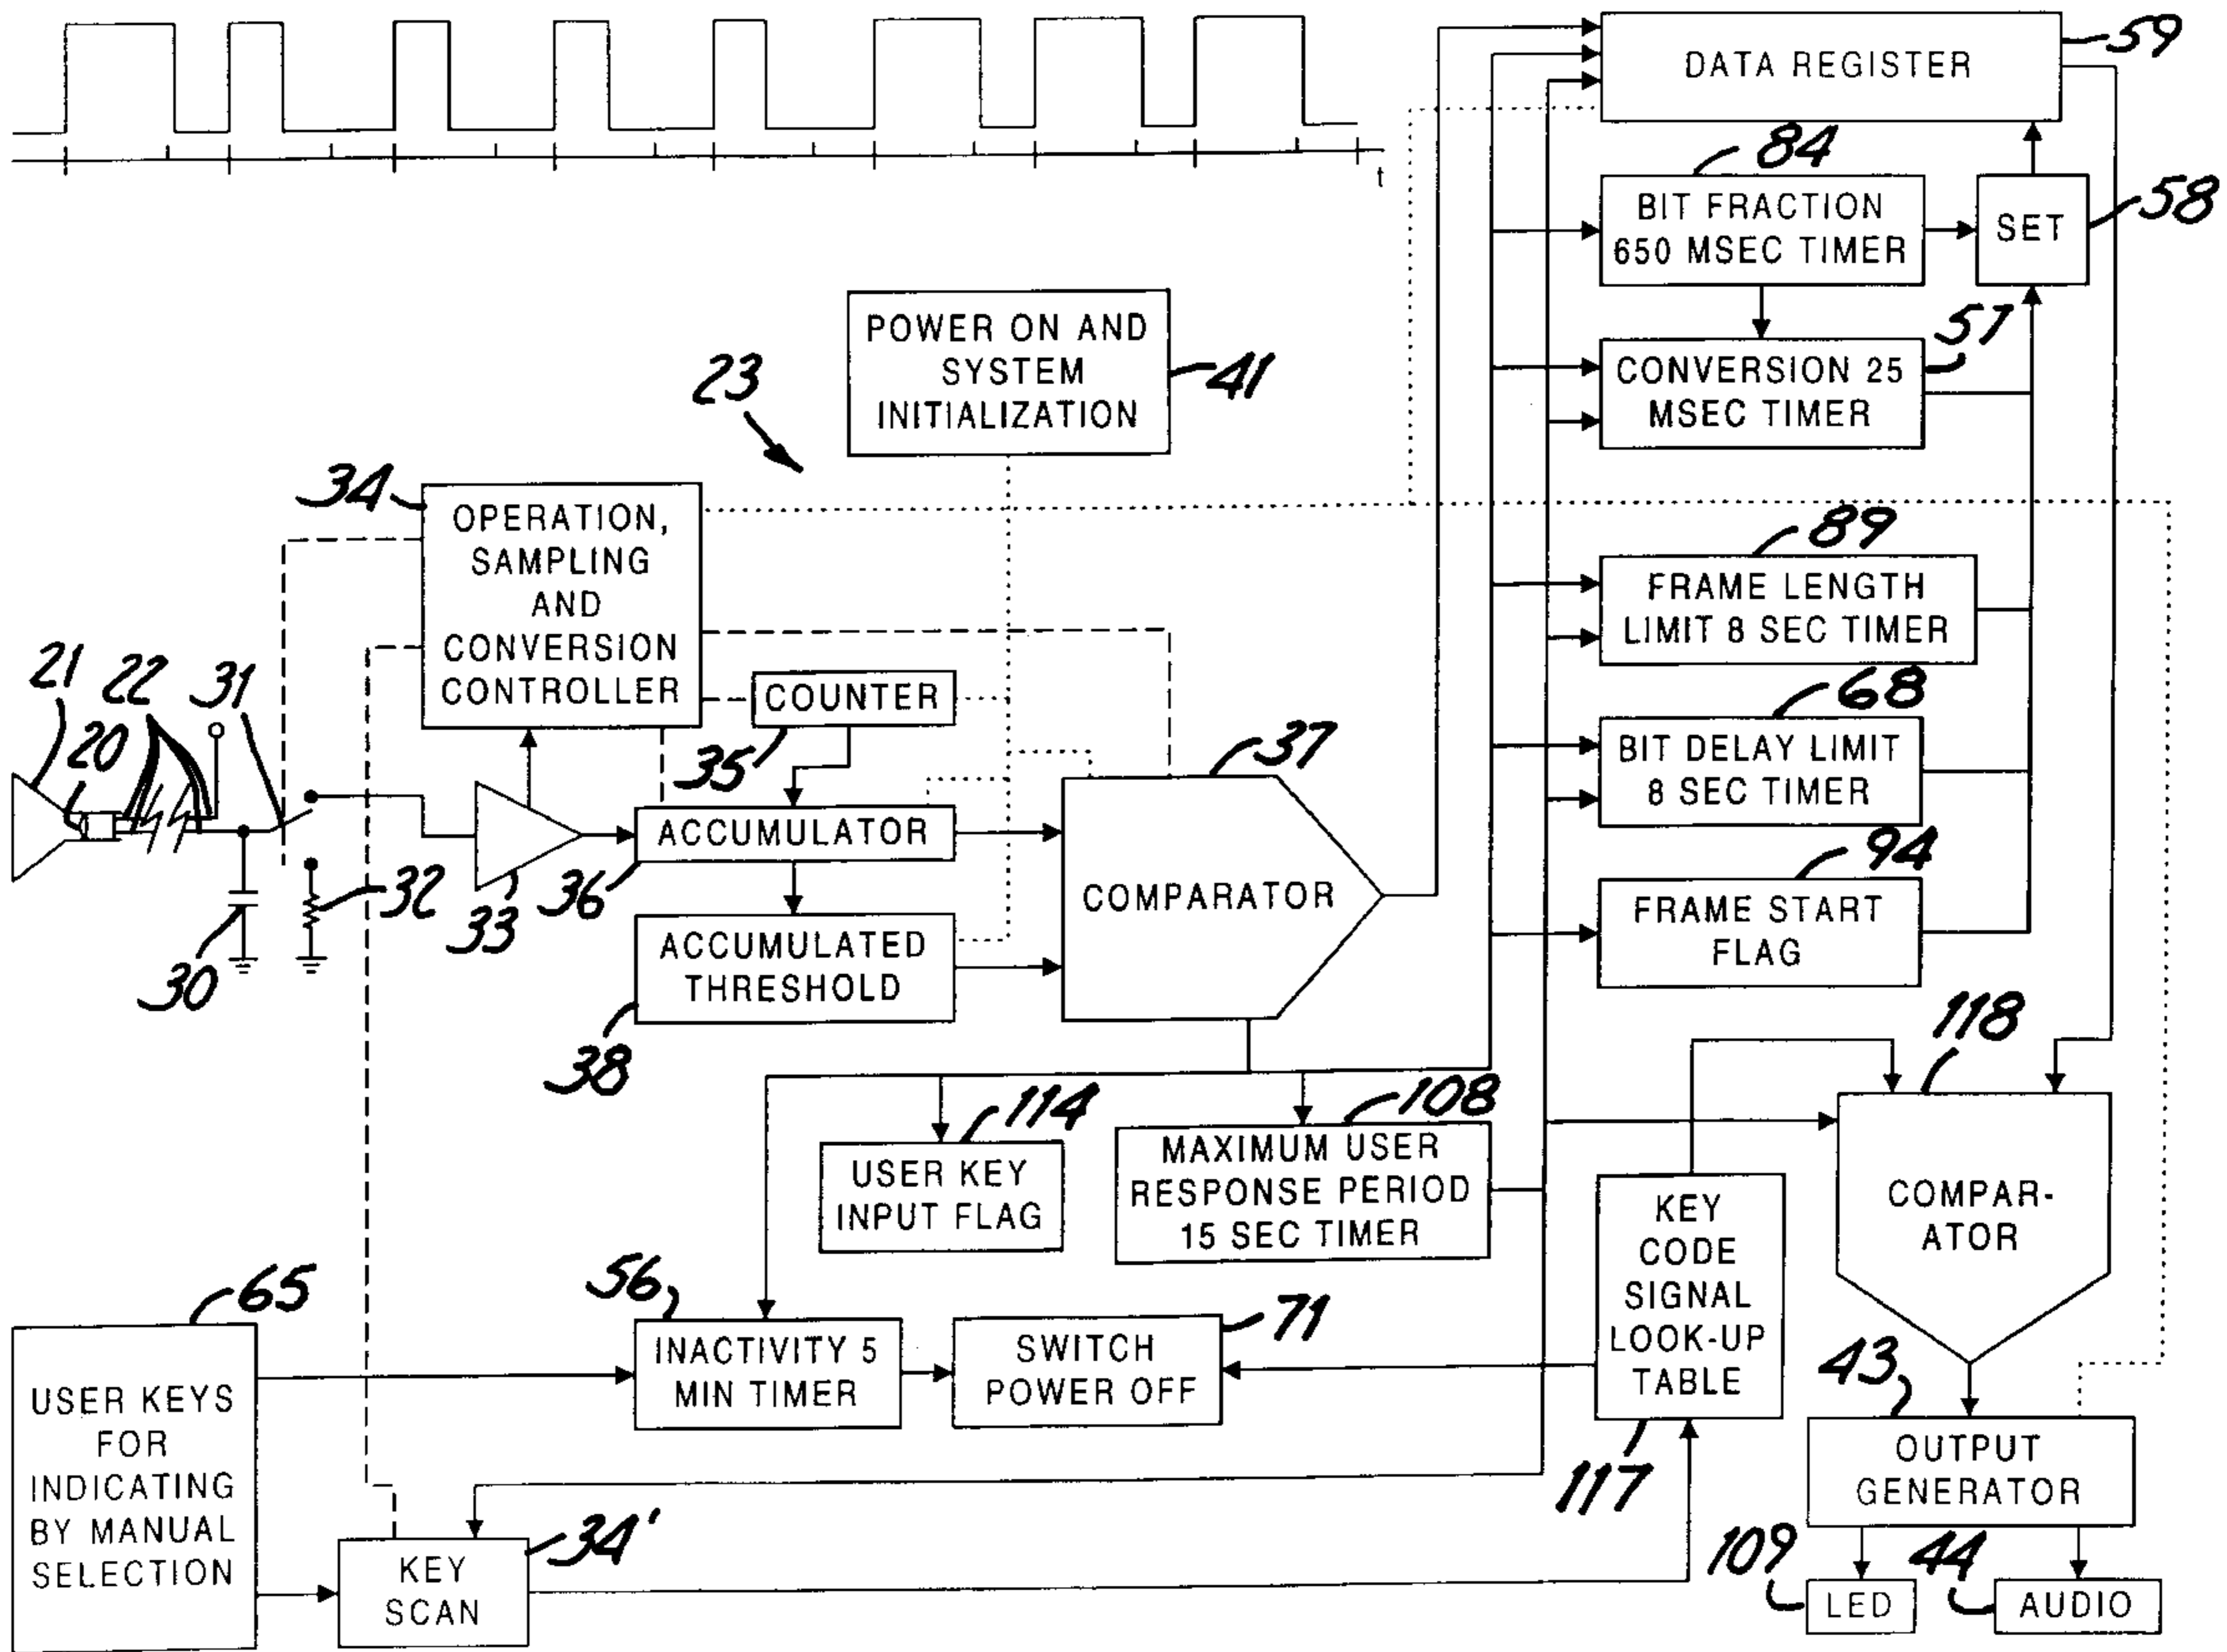 59
DATA REGISTER
t
84
BIT FRACTION
650 MSEC TIMER
SET
58
POWER ON AND
SYSTEM
INITIALIZATION
41
23
57
CONVERSION 25
MSEC TIMER
34
OPERATION,
SAMPLING
AND
CONVERSION
CONTROLLER
89
FRAME LENGTH
LIMIT 8 SEC TIMER
21
20
22
31
COUNTER
35
37
68
BIT DELAY LIMIT
8 SEC TIMER
ACCUMULATOR
36
33
32
30
COMPARATOR
94
FRAME START
FLAG
ACCUMULATED
THRESHOLD
38
118
114
USER KEY
INPUT FLAG
108
MAXIMUM USER
RESPONSE PERIOD
15 SEC TIMER
KEY
CODE
SIGNAL
LOOK-UP
TABLE
117
COMPAR-
ATOR
65
USER KEYS
FOR
INDICATING
BY MANUAL
SELECTION
56
INACTIVITY 5
MIN TIMER
71
SWITCH
POWER OFF
43
OUTPUT
GENERATOR
34'
KEY
SCAN
109
LED
44
AUDIO